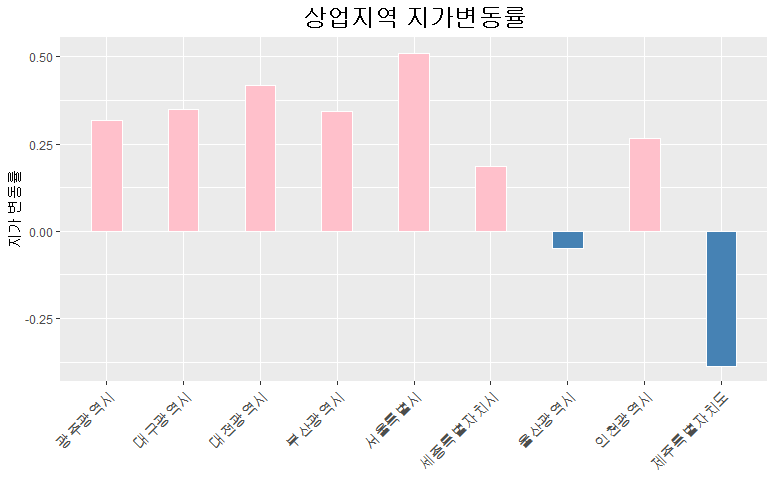 상업지역 지가변동률
지가 변동률
0.50
0.25
0.00
-0.25
광주광역시
대구광역시
대전광역시
부산광역시
서울특별시
세종특별자치시
울산광역시
인천광역시
제주특별자치도